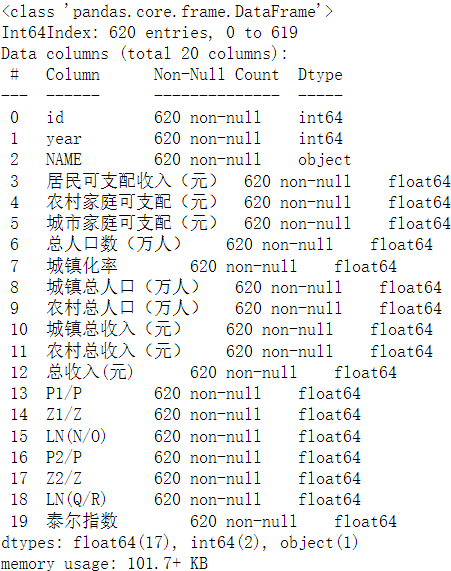 <class 'pandas.core.frame.DataFrame'>
Int64Index: 620 entries, 0 to 619
Data columns (total 20 columns):
 #   Column      Non-Null Count  Dtype
---  ------      --------------  -----
 0   id          620 non-null    int64
 1   year        620 non-null    int64
 2   NAME        620 non-null    object
 3   居民可支配收入（元）  620 non-null    float64
 4   农村家庭可支配（元）  620 non-null    float64
 5   城市家庭可支配（元）  620 non-null    float64
 6   总人口数（万人）    620 non-null    float64
 7   城镇化率        620 non-null    float64
 8   城镇总人口（万人）   620 non-null    float64
 9   农村总人口（万人）   620 non-null    float64
 10  城镇总收入（元）    620 non-null    float64
 11  农村总收入（元）    620 non-null    float64
 12  总收入(元)      620 non-null    float64
 13  P1/P        620 non-null    float64
 14  Z1/Z        620 non-null    float64
 15  LN(N/O)     620 non-null    float64
 16  P2/P        620 non-null    float64
 17  Z2/Z        620 non-null    float64
 18  LN(Q/R)     620 non-null    float64
 19  泰尔指数        620 non-null    float64
dtypes: float64(17), int64(2), object(1)
memory usage: 101.7+ KB